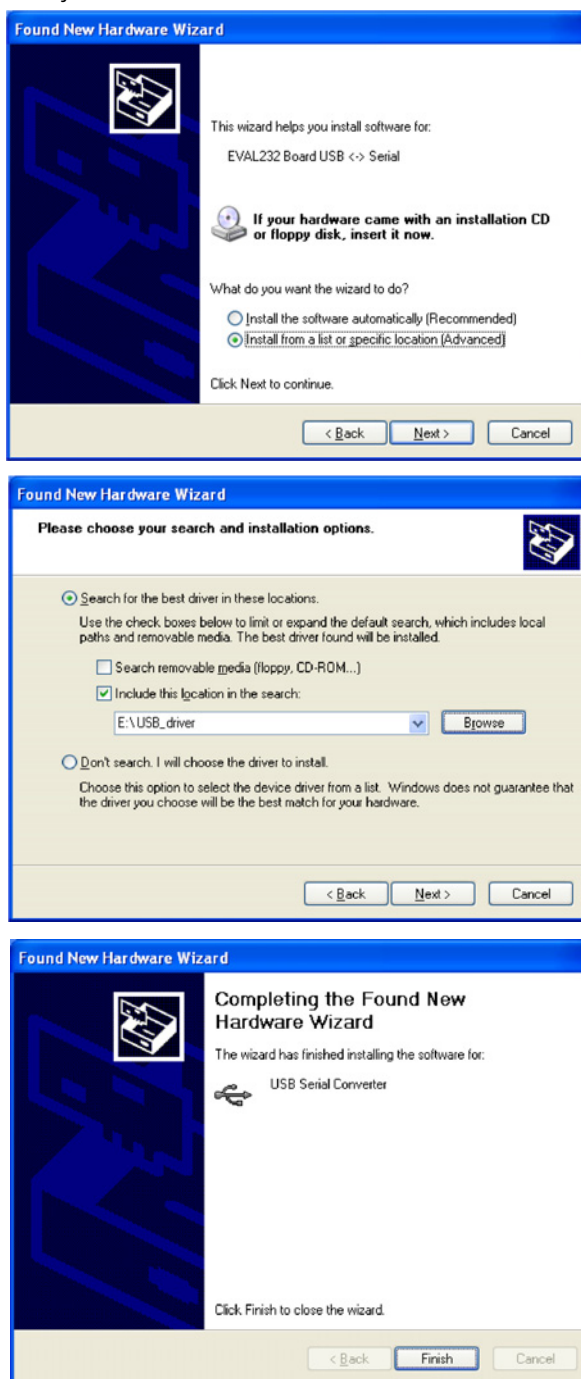 Found New Hardware Wizard
This wizard helps you install software for:
EVAL232 Board USB <-> Serial
If your hardware came with an installation CD
or floppy disk, insert it now.
What do you want the wizard to do?
Install the software automatically (Recommended)
Install from a list or specific location (Advanced)
Click Next to continue.
< Back Next > Cancel
Found New Hardware Wizard
Please choose your search and installation options.
Search for the best driver in these locations.
Use the check boxes below to limit or expand the default search, which includes local
paths and removable media. The best driver found will be installed.
Search removable media (floppy, CD-ROM...)
Include this location in the search:
E:\USB_driver Browse
Don't search. I will choose the driver to install.
Choose this option to select the device driver from a list. Windows does not guarantee that
the driver you choose will be the best match for your hardware.
< Back Next > Cancel
Found New Hardware Wizard
Completing the Found New
Hardware Wizard
The wizard has finished installing the software for:
USB Serial Converter
Click Finish to close the wizard.
< Back Finish Cancel